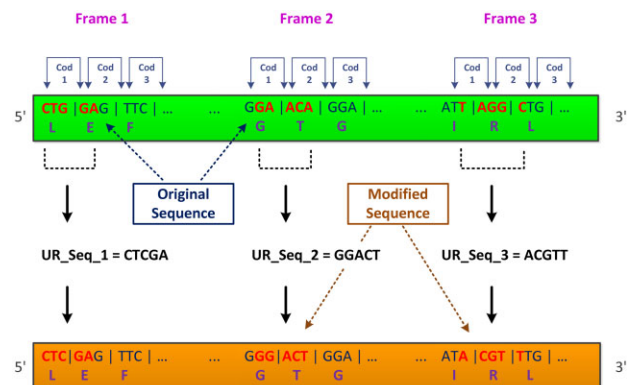 Frame 1 Frame 2 Frame 3
Cod 1 Cod 2 Cod 3 Cod 1 Cod 2 Cod 3 Cod 1 Cod 2 Cod 3
5' CTG |GAG | TTC | ... ... GGA | ACA | GGA | ... ... ATT | AGG | CTG | ... 3'
L E F G T G I R L
Original Sequence Modified Sequence
UR_Seq_1 = CTCGA UR_Seq_2 = GGACT UR_Seq_3 = ACGTT
5' CTC|GAG | TTC | ... ... GGG | ACT | GGA | ... ... ATA | CGT | TTG | ... 3'
L E F G T G I R L